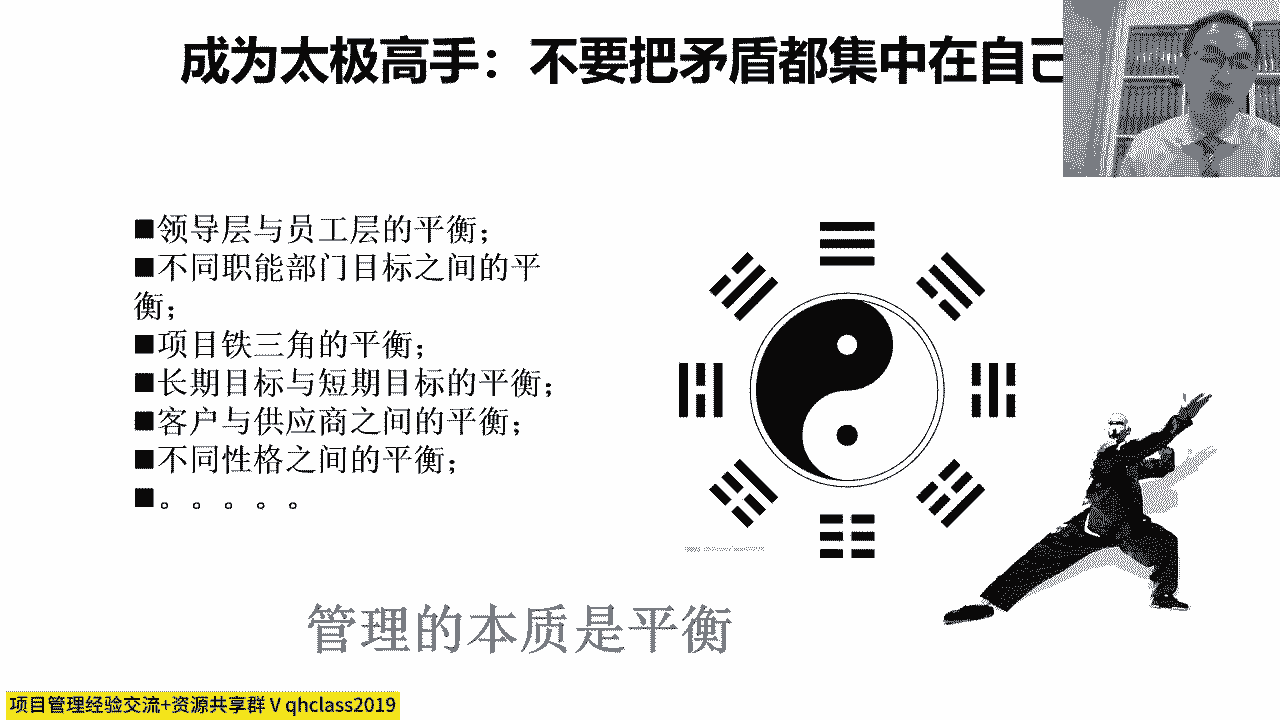 成为太极高手：不要把矛盾都集中在自己
■领导层与员工层的平衡；
■不同职能部门目标之间的平
衡；
■项目铁三角的平衡；
■长期目标与短期目标的平衡；
■客户与供应商之间的平衡；
■不同性格之间的平衡；
■。。。。。
管理的本质是平衡
项目管理经验交流+资源共享群 V qhclass2019